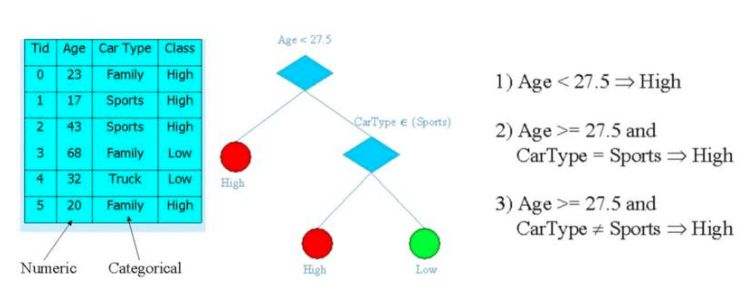 Tid Age Car Type Class
0 23 Family High
1 17 Sports High
2 43 Sports High
3 68 Family Low
4 32 Truck Low
5 20 Family High
Numeric Categorical
Age < 27.5
CarType ∈ (Sports)
High
High Low
1) Age < 27.5 ⇒ High
2) Age >= 27.5 and
CarType = Sports ⇒ High
3) Age >= 27.5 and
CarType ≠ Sports ⇒ High